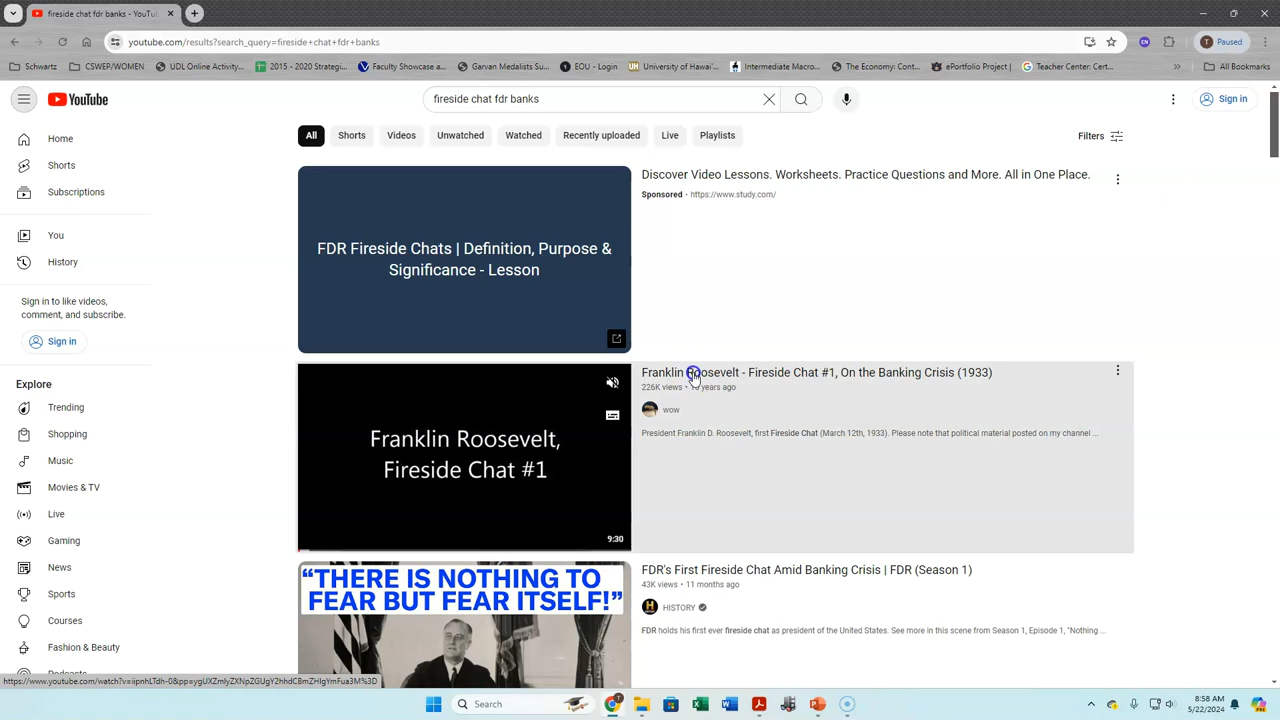 fireside chat fdr banks - YouTu
youtube.com/results?search_query=fireside+chat+fdr+banks
Paused
Schwartz
CSWEP/WOMEN
UDL Online Activity...
2015 - 2020 Strategi...
Faculty Showcase a...
Garvan Medalists Su...
EOU - Login
University of Hawai'...
Intermediate Macro...
The Economy: Cont...
ePortfolio Project |
Teacher Center: Cert...
All Bookmarks
YouTube
fireside chat fdr banks
Sign in
All
Shorts
Videos
Unwatched
Watched
Recently uploaded
Live
Playlists
Filters
Home
Shorts
Subscriptions
You
History
Sign in to like videos,
comment, and subscribe.
Sign in
Explore
Trending
Shopping
Music
Movies & TV
Live
Gaming
News
Sports
Courses
Fashion & Beauty
FDR Fireside Chats | Definition, Purpose &
Significance - Lesson
Discover Video Lessons. Worksheets. Practice Questions and More. All in One Place.
Sponsored · https://www.study.com/
Franklin Roosevelt,
Fireside Chat #1
9:30
Franklin Roosevelt - Fireside Chat #1, On the Banking Crisis (1933)
226K views · years ago
wow
President Franklin D. Roosevelt, first Fireside Chat (March 12th, 1933). Please note that political material posted on my channel ...
"THERE IS NOTHING TO
FEAR BUT FEAR ITSELF!"
FDR's First Fireside Chat Amid Banking Crisis | FDR (Season 1)
43K views · 11 months ago
HISTORY
FDR holds his first ever fireside chat as president of the United States. See more in this scene from Season 1, Episode 1, "Nothing ...
Search
8:58 AM
5/22/2024